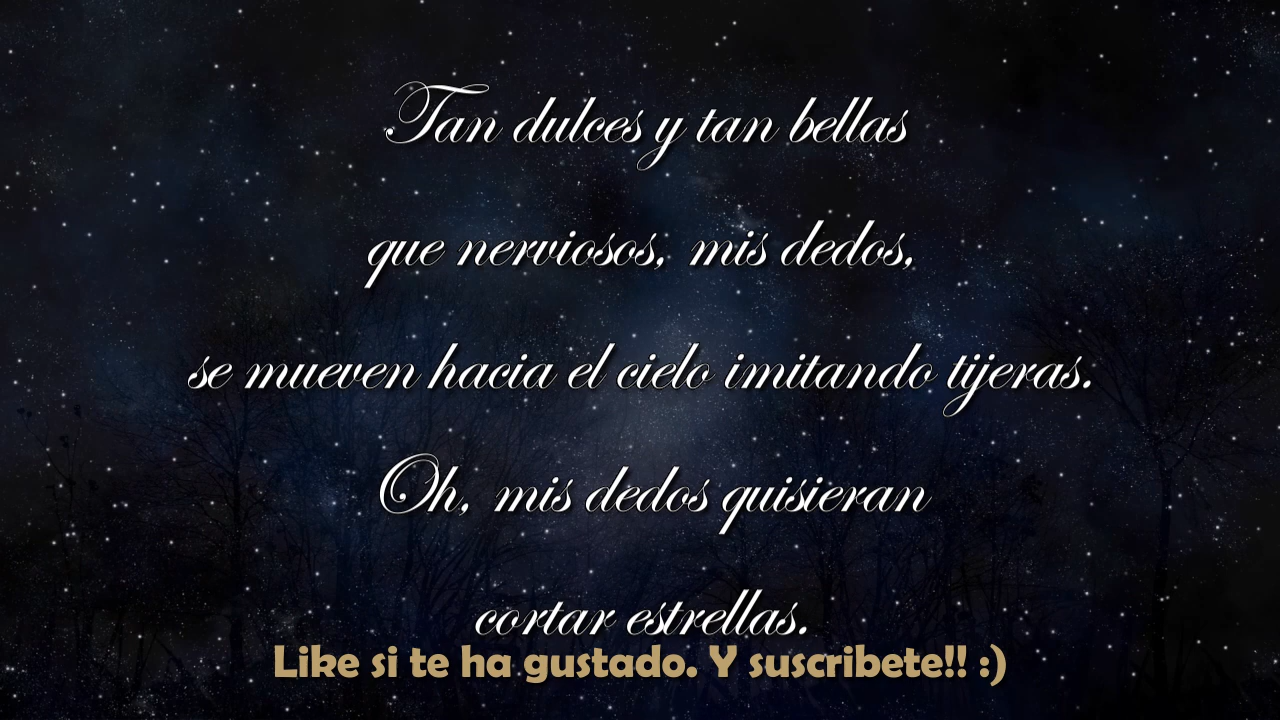 Tan dulces y tan bellas
que nerviosos, mis dedos,
se mueven hacia el cielo imitando tijeras.
Oh, mis dedos quisieran
cortar estrellas.
Like si te ha gustado. Y suscribete!! :)